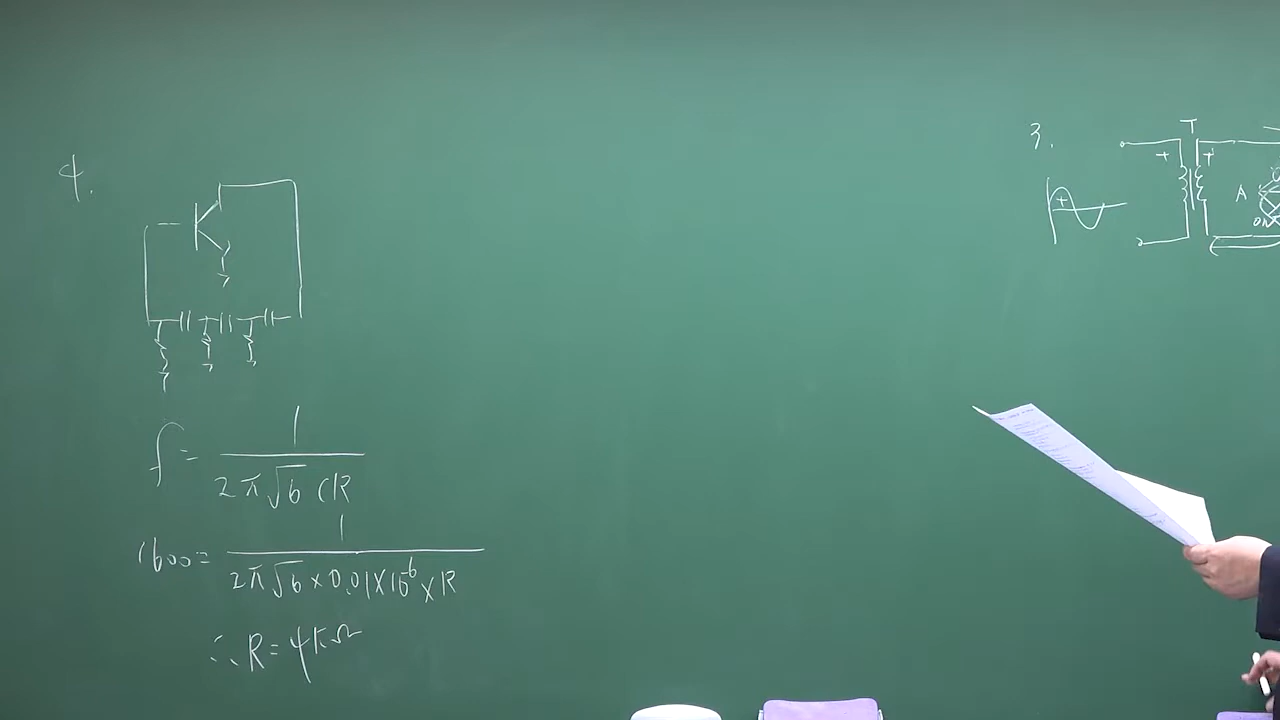 4.
f = 1 / 2π√6 CR
1600 = 1 / 2π√6 × 0.01 × 10⁻⁶ × R
∴ R = 4kΩ
3.
T
+ +
+
A